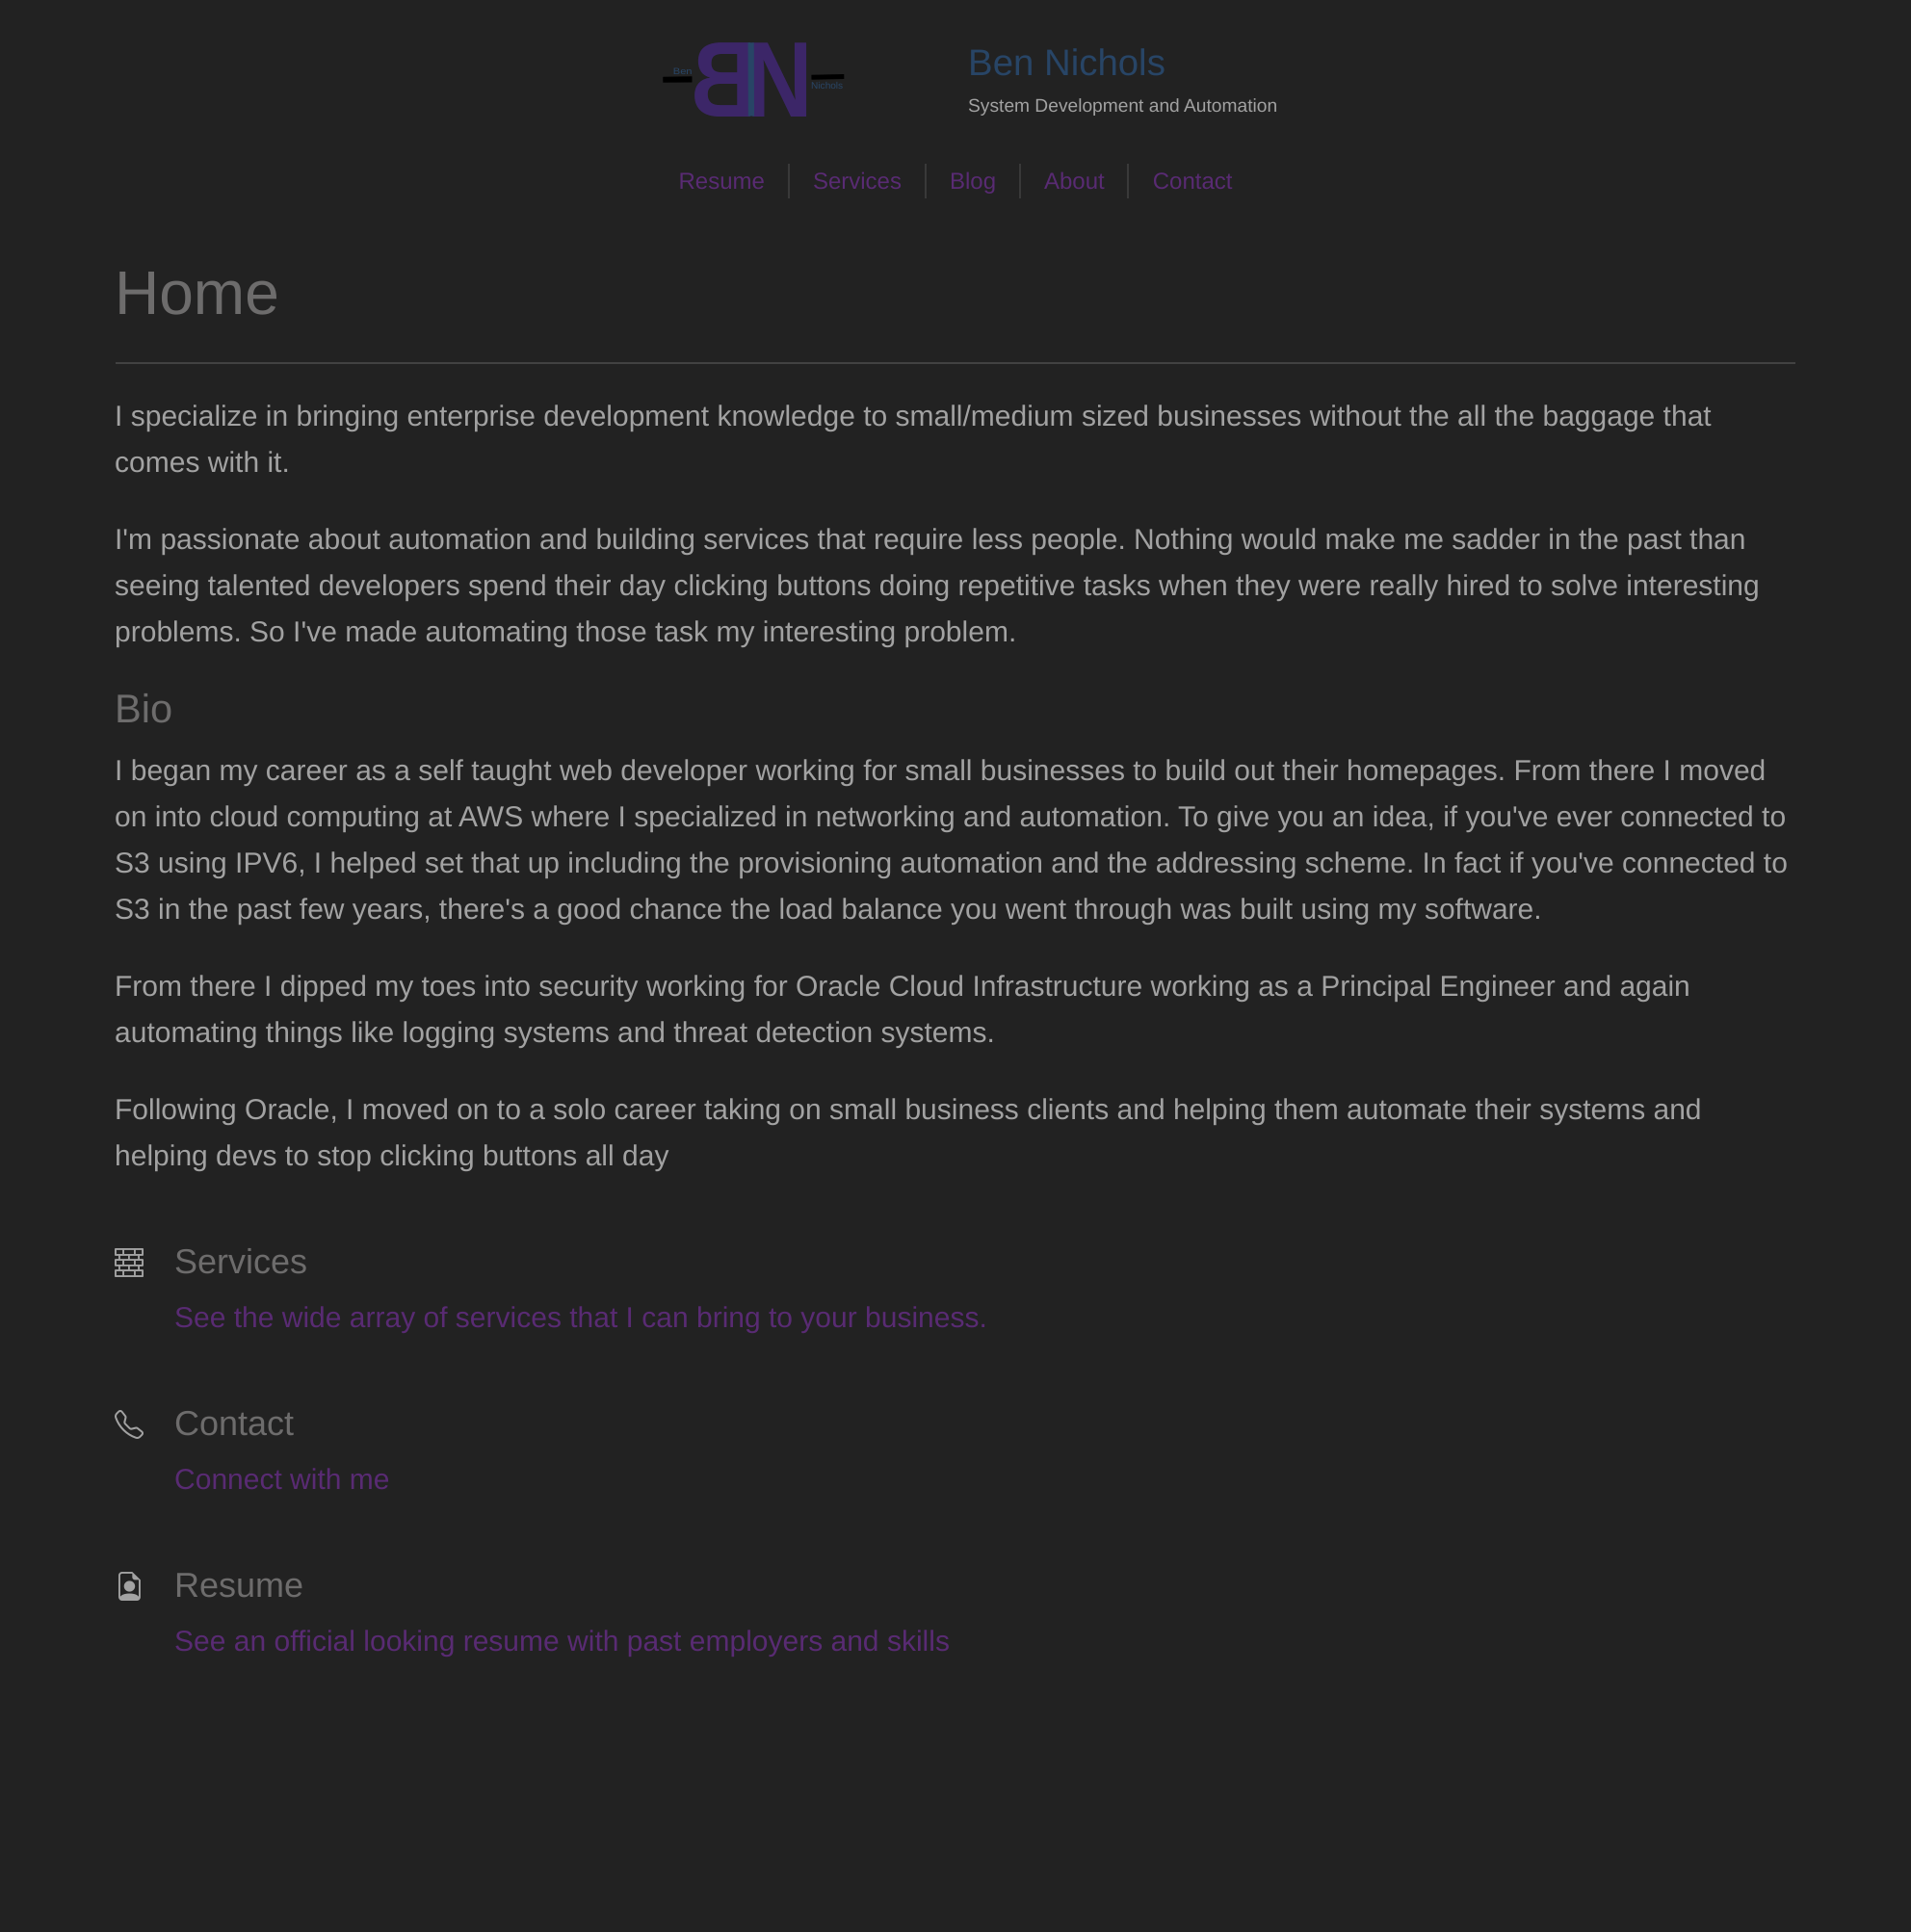 Ben
BN
Nichols
Ben Nichols
System Development and Automation
Resume
Services
Blog
About
Contact
Home
I specialize in bringing enterprise development knowledge to small/medium sized businesses without the all the baggage that
comes with it.
I'm passionate about automation and building services that require less people. Nothing would make me sadder in the past than
seeing talented developers spend their day clicking buttons doing repetitive tasks when they were really hired to solve interesting
problems. So I've made automating those task my interesting problem.
Bio
I began my career as a self taught web developer working for small businesses to build out their homepages. From there I moved
on into cloud computing at AWS where I specialized in networking and automation. To give you an idea, if you've ever connected to
S3 using IPV6, I helped set that up including the provisioning automation and the addressing scheme. In fact if you've connected to
S3 in the past few years, there's a good chance the load balance you went through was built using my software.
From there I dipped my toes into security working for Oracle Cloud Infrastructure working as a Principal Engineer and again
automating things like logging systems and threat detection systems.
Following Oracle, I moved on to a solo career taking on small business clients and helping them automate their systems and
helping devs to stop clicking buttons all day
Services
See the wide array of services that I can bring to your business.
Contact
Connect with me
Resume
See an official looking resume with past employers and skills